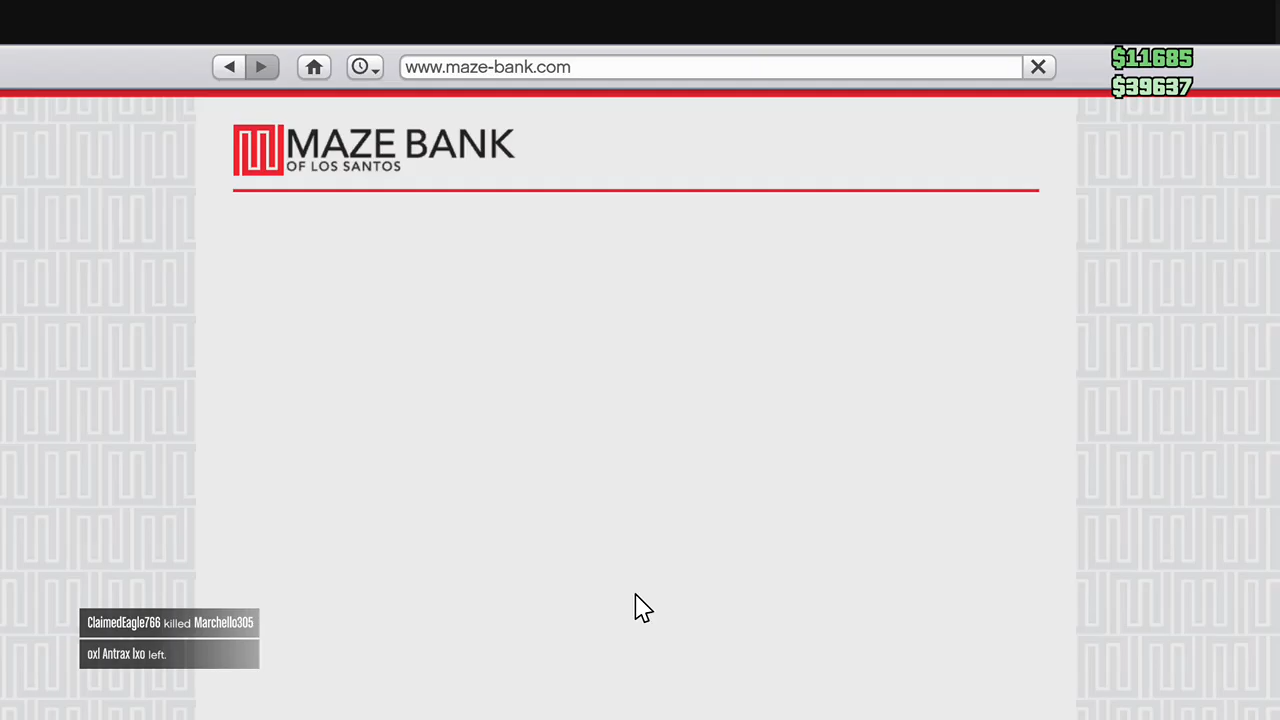 www.maze-bank.com
$11685
$39637
MAZE BANK
OF LOS SANTOS
ClaimedEagle766 killed Marchello305
oxl Antrax lxo left.